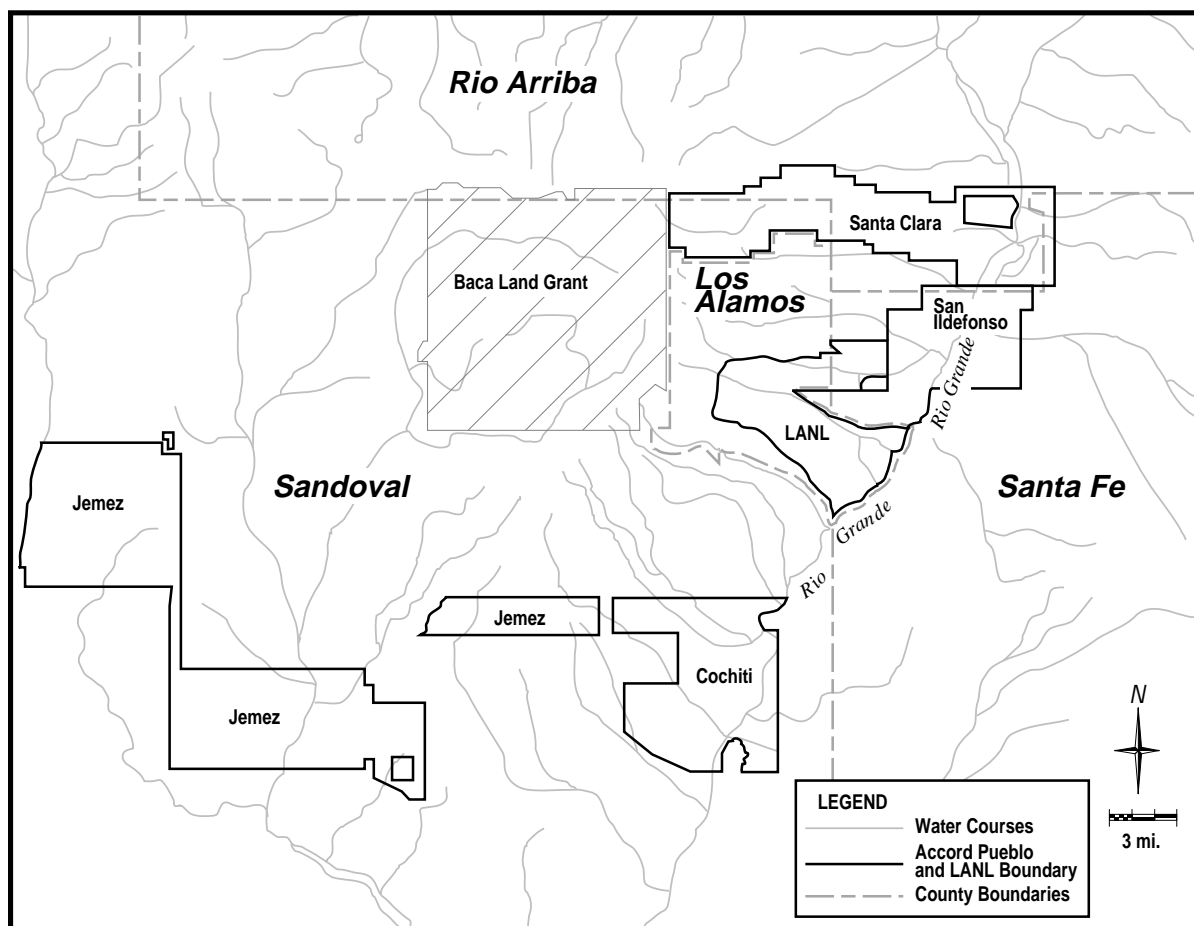 Rio Arriba
Santa Clara
Baca Land Grant
Los
Alamos
San
Ildefonso
Rio Grande
LANL
Jemez
Sandoval
Santa Fe
Grande
Rio
Jemez
Cochiti
Jemez
N
3 mi.
LEGEND
Water Courses
Accord Pueblo
and LANL Boundary
County Boundaries